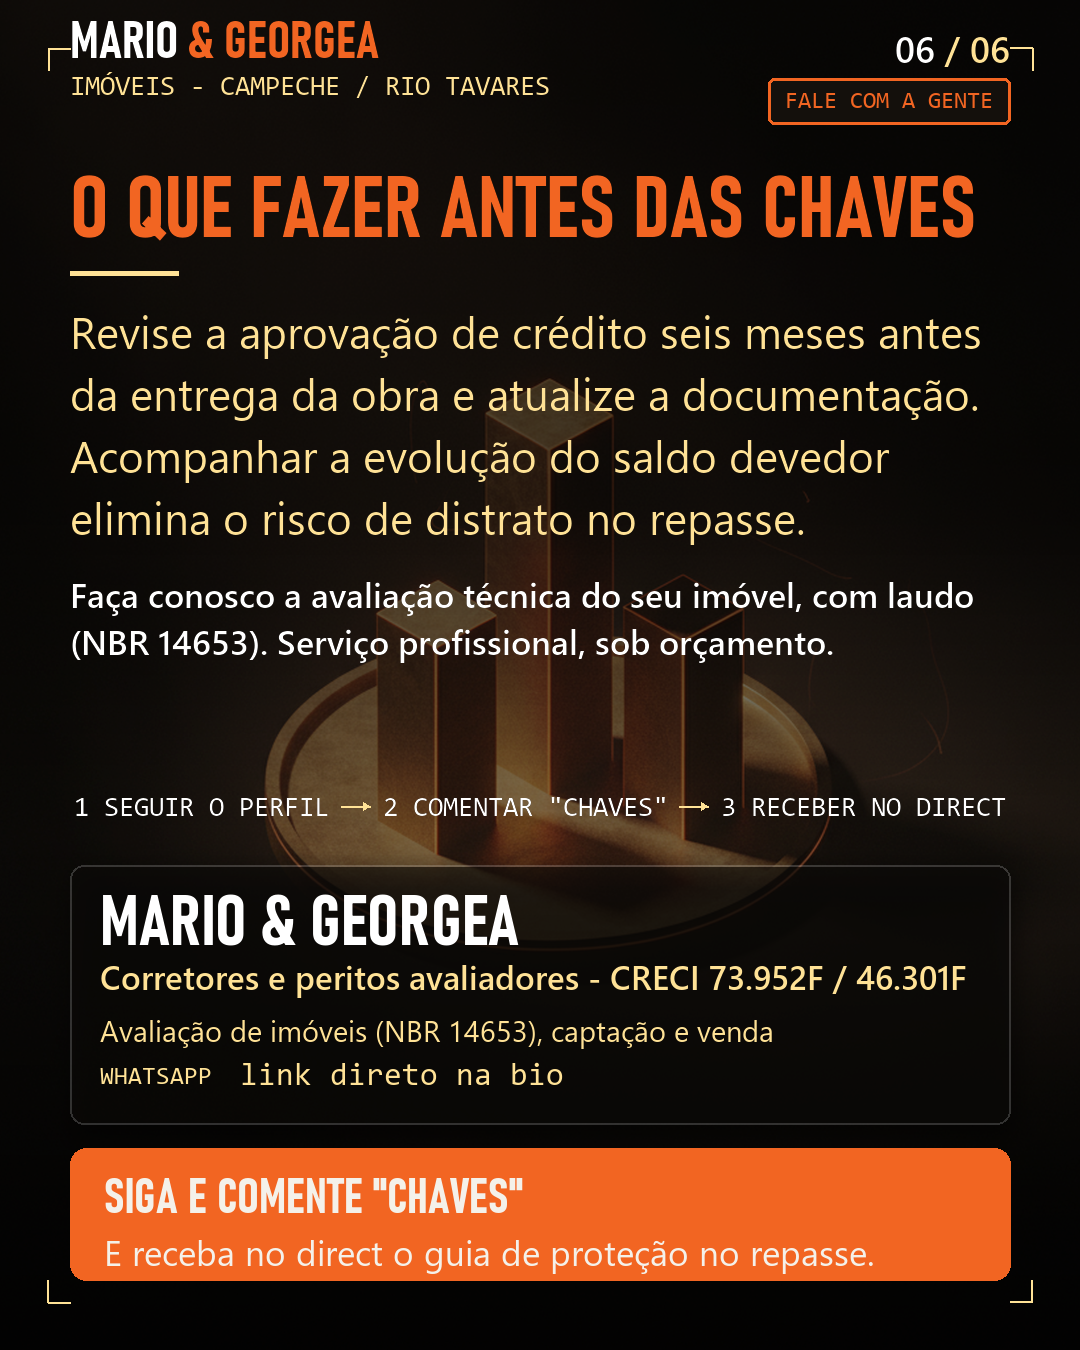 MARIO & GEORGEA
IMÓVEIS - CAMPECHE / RIO TAVARES
06 / 06
FALE COM A GENTE
O QUE FAZER ANTES DAS CHAVES
Revise a aprovação de crédito seis meses antes
da entrega da obra e atualize a documentação.
Acompanhar a evolução do saldo devedor
elimina o risco de distrato no repasse.
Faça conosco a avaliação técnica do seu imóvel, com laudo
(NBR 14653). Serviço profissional, sob orçamento.
1 SEGUIR O PERFIL → 2 COMENTAR "CHAVES" → 3 RECEBER NO DIRECT
MARIO & GEORGEA
Corretores e peritos avaliadores - CRECI 73.952F / 46.301F
Avaliação de imóveis (NBR 14653), captação e venda
WHATSAPP link direto na bio
SIGA E COMENTE "CHAVES"
E receba no direct o guia de proteção no repasse.